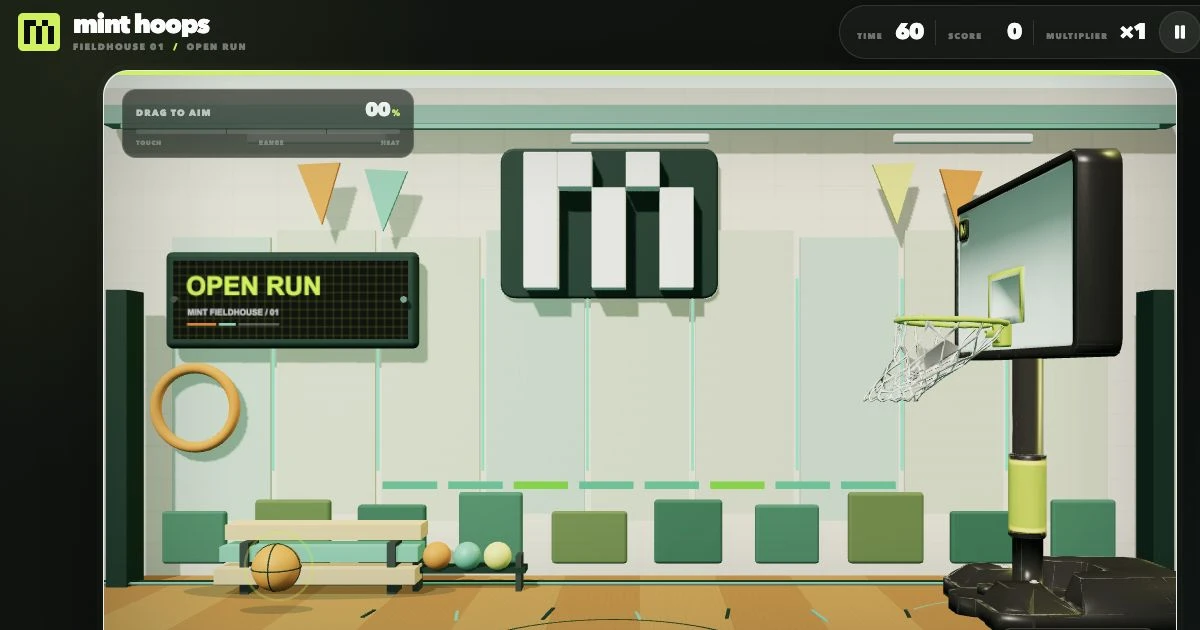 mint hoops
FIELDHOUSE 01 / OPEN RUN
TIME 60 SCORE 0 MULTIPLIER ×1
DRAG TO AIM 00%
TOUCH RANGE HEAT
OPEN RUN
MINT FIELDHOUSE / 01